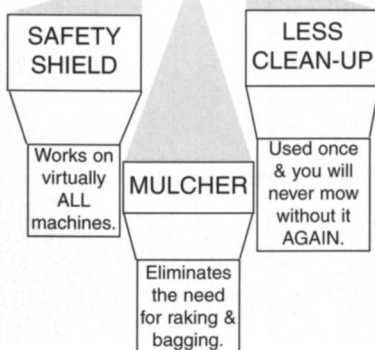 SAFETY
SHIELD
Works on
virtually
ALL
machines.
MULCHER
Eliminates
the need
for raking &
bagging.
LESS
CLEAN-UP
Used once
& you will
never mow
without it
AGAIN.